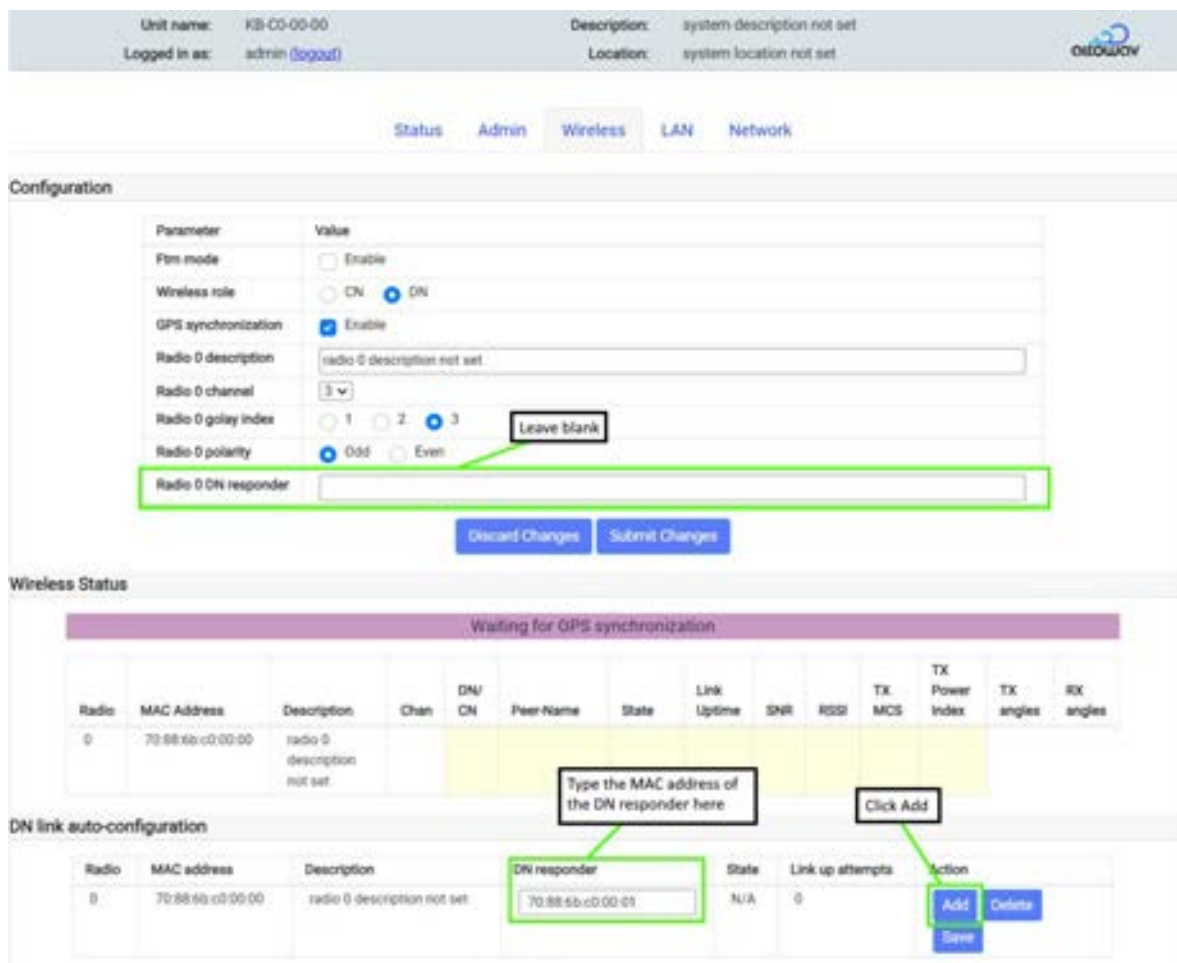 Unit name: KB-C0-00-00 Description: system description not set
Logged in as: admin (logout) Location: system location not set
Status Admin Wireless LAN Network
Configuration
Parameter Value
Ftm mode Enable
Wireless role CN DN
GPS synchronization Enable
Radio 0 description radio 0 description not set
Radio 0 channel 3
Radio 0 golay index 1 2 3
Leave blank
Radio 0 polarity Odd Even
Radio 0 DN responder
Discard Changes Submit Changes
Wireless Status
Waiting for GPS synchronization
Radio MAC Address Description Chan DN/ CN Peer-Name State Link Uptime SNR RSSI TX MCS TX Power Index TX angles RX angles
0 70:88:6b:c0:00:00 radio 0
description
not set
Type the MAC address of
the DN responder here
Click Add
DN link auto-configuration
Radio MAC address Description DN responder State Link up attempts Action
0 70:88:6b:c0:00:00 radio 0 description not set 70:88:6b:c0:00:01 N/A 0 Add Delete
Save